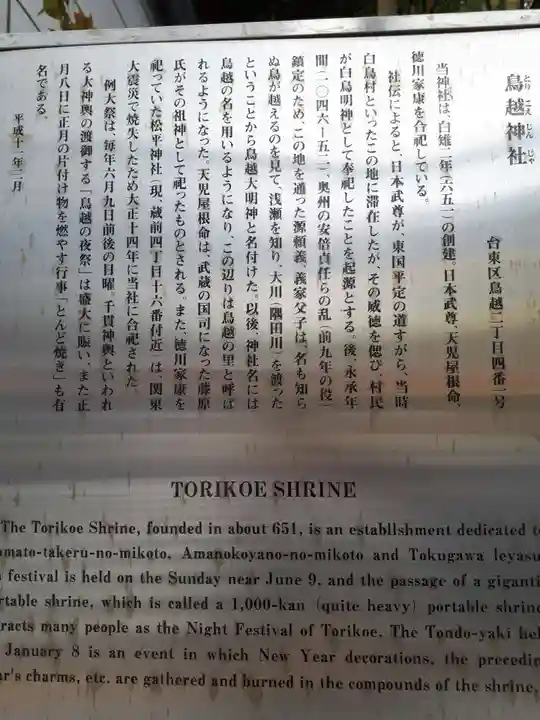 鳥越神社
とりこえじんじゃ
台東区鳥越二丁目四番一号
当神社は、白雉二年(六五一)の創建。日本武尊、天児屋根命、
徳川家康を合祀している。
社伝によると、日本武尊が、東国平定の道すがら、当時
白鳥村といったこの地に滞在したが、その威徳を偲び、村民
が白鳥明神として奉祀したことを起源とする。後、永承年
間(一〇四六—五二)、奥州の安倍貞任らの乱(前九年の役)
鎮定のため、この地を通った源頼義、義家父子は、名も知ら
ぬ鳥が越えるのを見て、浅瀬を知り、大川(隅田川)を渡った
ということから鳥越大明神と名付けた。以後、神社名には
鳥越の名を用いるようになり、この辺りは鳥越の里と呼ば
れるようになった。天児屋根命は、武蔵の国司になった藤原
氏がその祖神として祀ったものとされる。また、徳川家康を
祀っていた松平神社(現、蔵前四丁目十六番付近)は、関東
大震災で焼失したため大正十四年に当社に合祀された。
例大祭は、毎年六月九日前後の日曜。千貫神輿といわれ
る大神輿の渡御する「鳥越の夜祭」は盛大に賑い、また正
月八日に正月の片付け物を燃やす行事「とんど焼き」も有
名である。
平成十一年三月
TORIKOE SHRINE
The Torikoe Shrine, founded in about 651, is an establishment dedicated to
amato-takeru-no-mikoto, Amanokoyano-no-mikoto and Tokugawa Ieyasu.
festival is held on the Sunday near June 9, and the passage of a giganti
rtable shrine, which is called a 1,000-kan (quite heavy) portable shrine
tracts many people as the Night Festival of Torikoe. The Tondo-yaki hel
January 8 is an event in which New Year decorations, the precedin
ar's charms, etc. are gathered and burned in the compounds of the shrine.